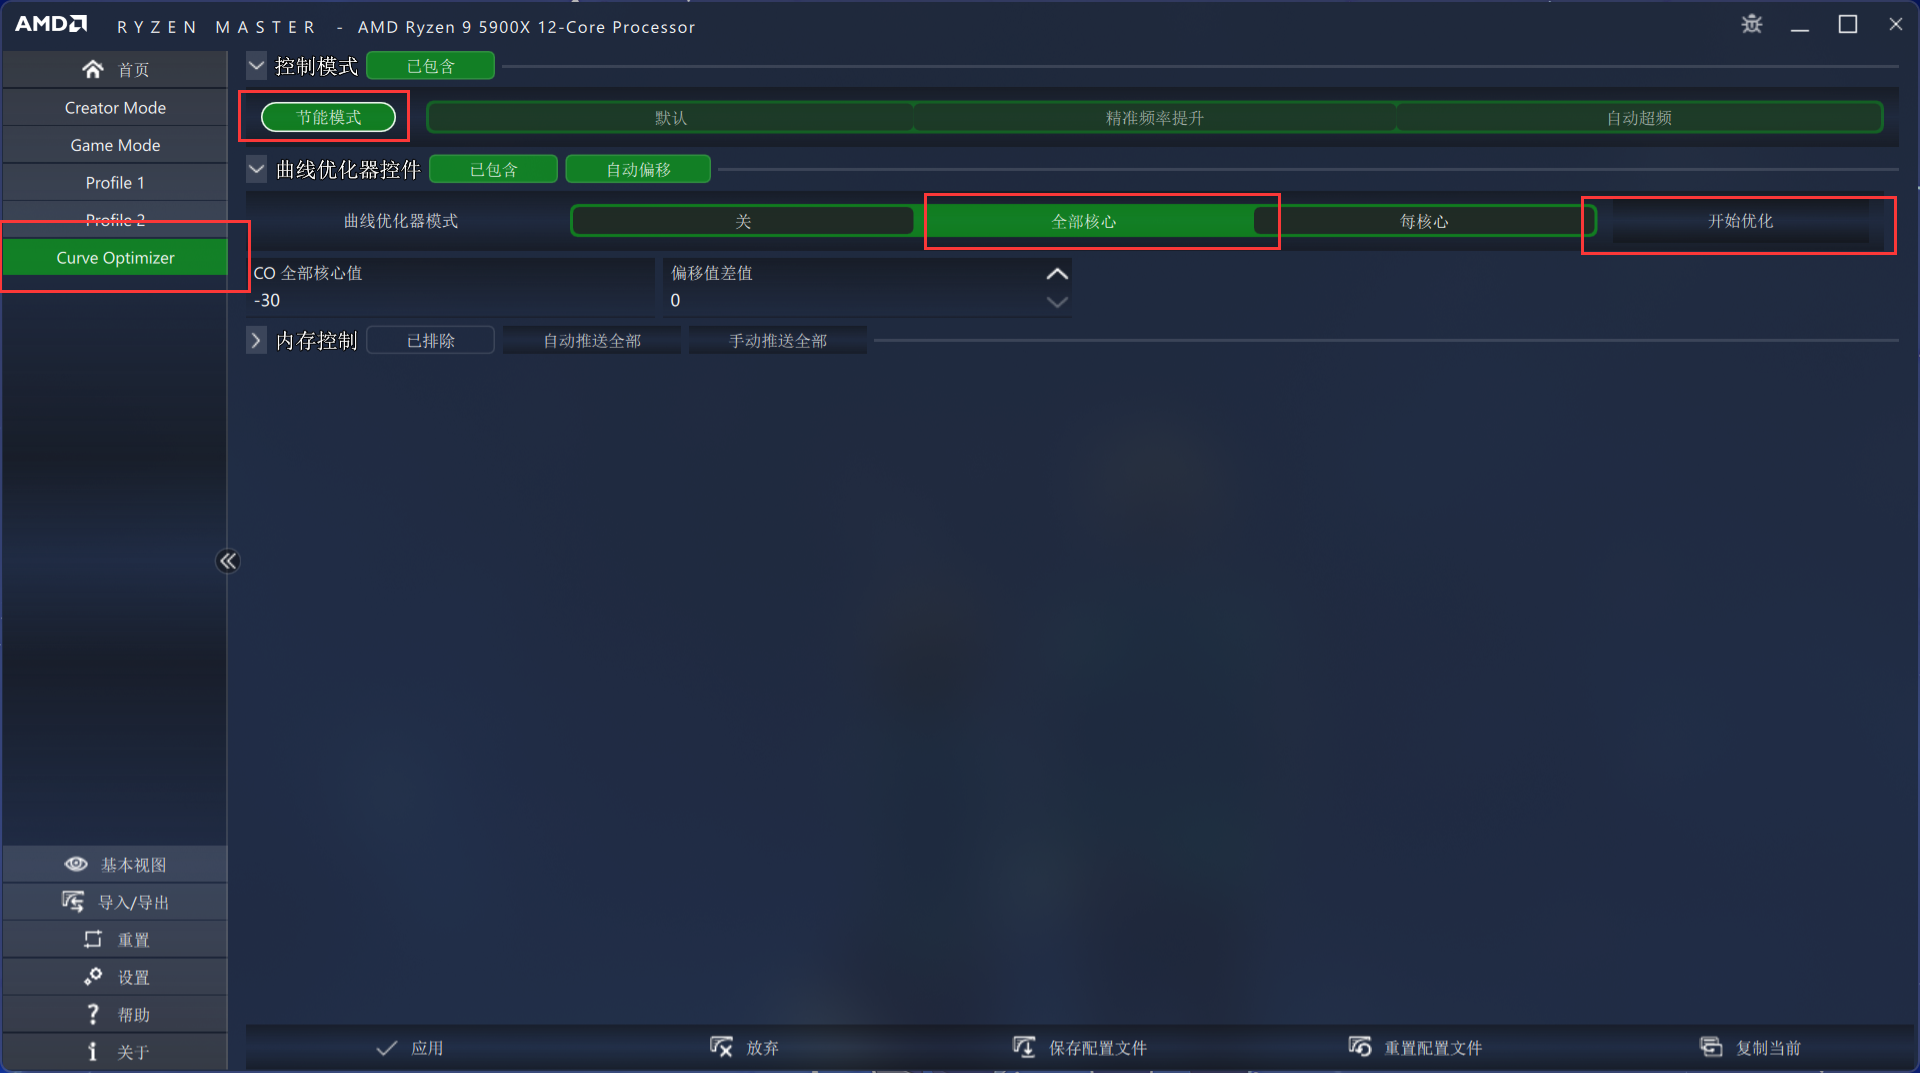 AMD RYZEN MASTER - AMD Ryzen 9 5900X 12-Core Processor
首页
Creator Mode
Game Mode
Profile 1
Profile 2
Curve Optimizer
控制模式 已包含
节能模式 默认 精准频率提升 自动超频
曲线优化器控件 已包含 自动偏移
曲线优化器模式 关 全部核心 每核心 开始优化
CO 全部核心值 偏移值差值
-30 0
内存控制 已排除 自动推送全部 手动推送全部
基本视图
导入/导出
重置
设置
帮助
关于
应用 放弃 保存配置文件 重置配置文件 复制当前